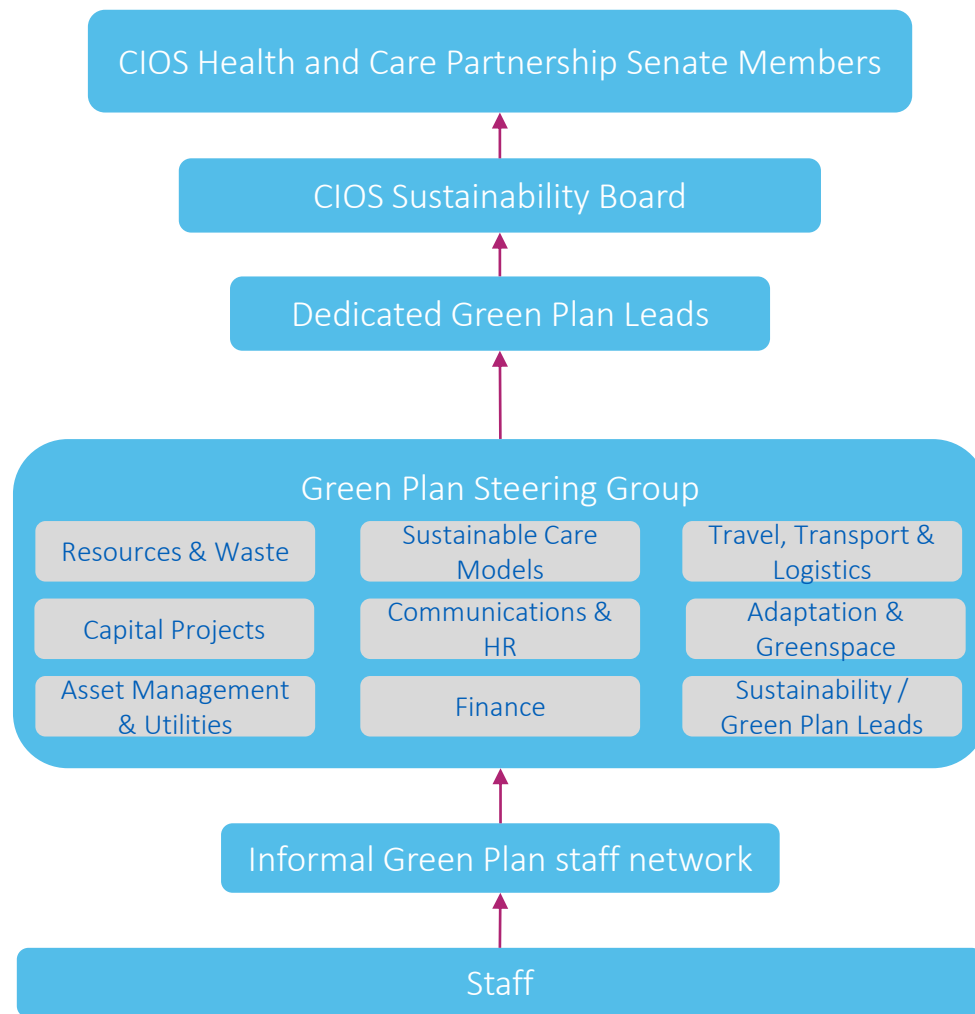 CIOS Health and Care Partnership Senate Members
CIOS Sustainability Board
Dedicated Green Plan Leads
Green Plan Steering Group
Resources & Waste
Sustainable Care
Models
Travel, Transport &
Logistics
Capital Projects
Communications &
HR
Adaptation &
Greenspace
Asset Management
& Utilities
Finance
Sustainability /
Green Plan Leads
Informal Green Plan staff network
Staff